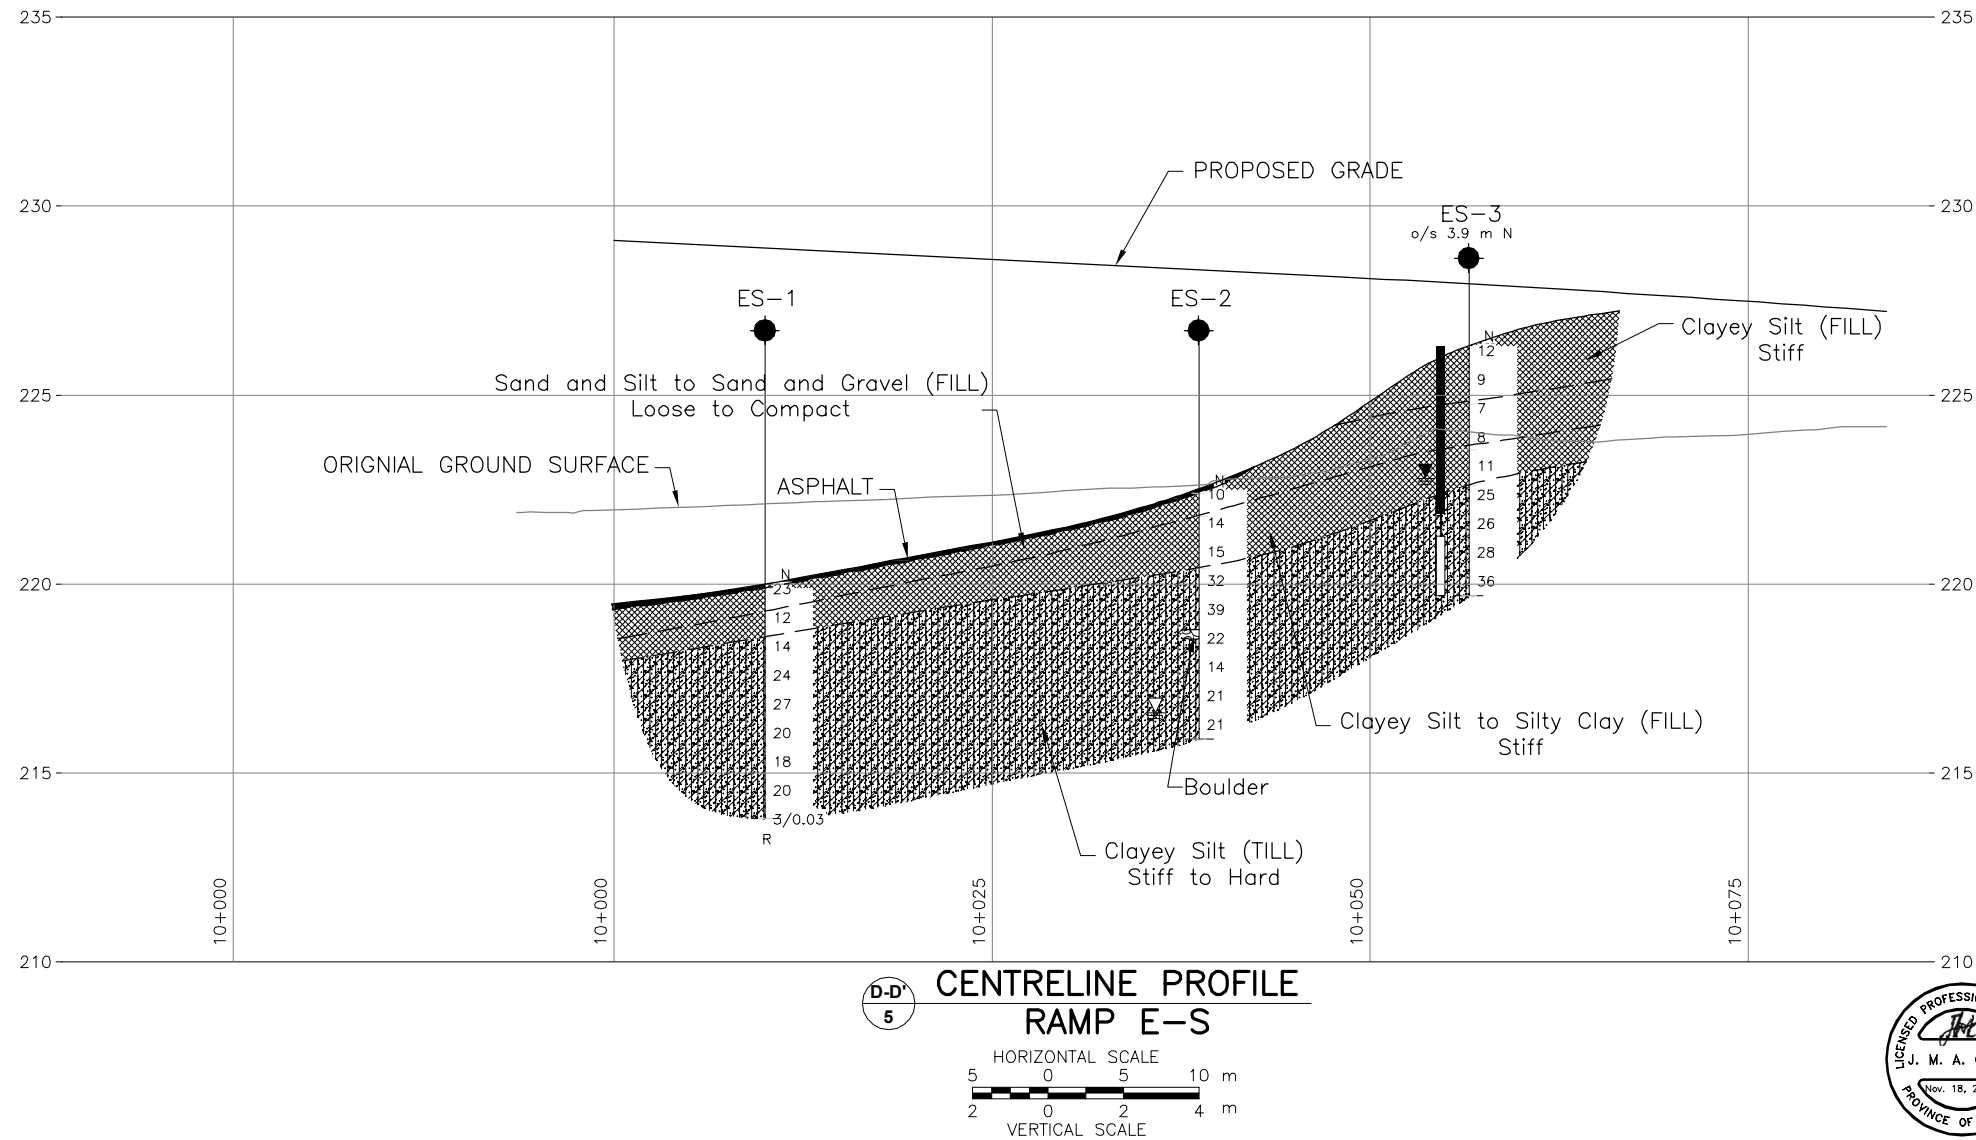 235
235
PROPOSED GRADE
230
230
ES-3
o/s 3.9 m N
ES-1
ES-2
Clayey Silt (FILL)
Stiff
N
12
9
7
8
11
25
26
28
36
225
225
Sand and Silt to Sand and Gravel (FILL)
Loose to Compact
ORIGNIAL GROUND SURFACE
ASPHALT
N
10
14
15
32
39
22
14
21
21
220
220
N
23
12
14
24
27
20
18
20
3/0.03
R
Clayey Silt to Silty Clay (FILL)
Stiff
215
215
Boulder
Clayey Silt (TILL)
Stiff to Hard
10+000
10+000
10+025
10+050
10+075
210
210
D-D'
5
CENTRELINE PROFILE
RAMP E-S
HORIZONTAL SCALE
5 0 5 10 m
2 0 2 4 m
VERTICAL SCALE
LICENSED
J. M. A.
Nov. 18,
PROVINCE OF